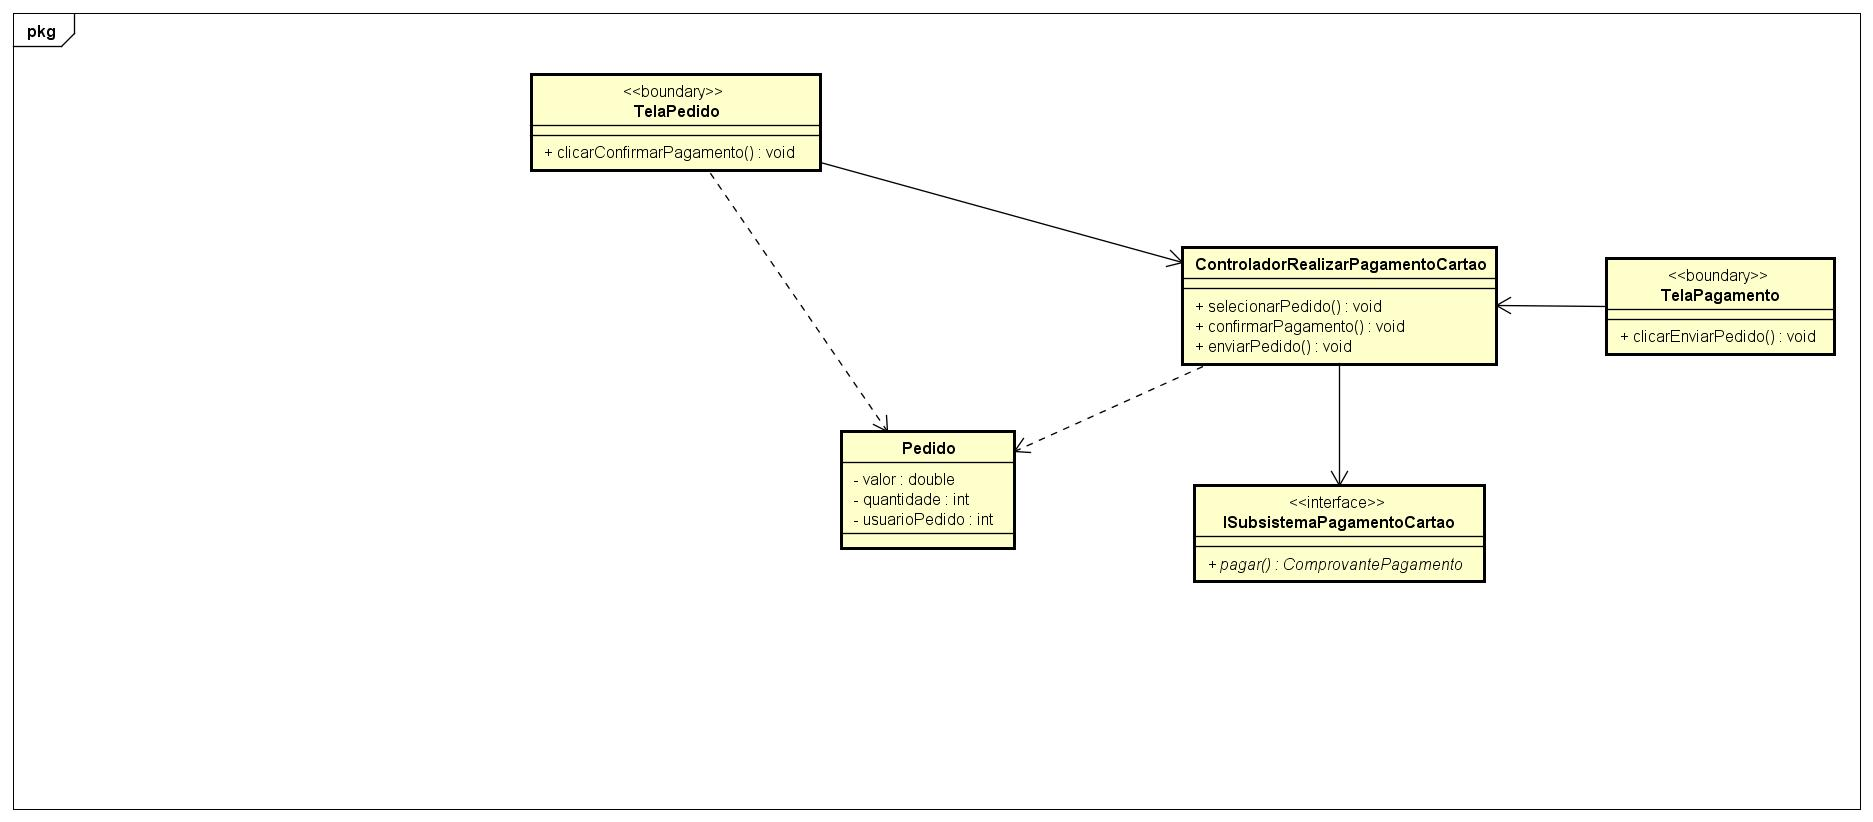 pkg
<<boundary>>
TelaPedido
+ clicarConfirmarPagamento() : void
ControladorRealizarPagamentoCartao
+ selecionarPedido() : void
+ confirmarPagamento() : void
+ enviarPedido() : void
<<boundary>>
TelaPagamento
+ clicarEnviarPedido() : void
Pedido
- valor : double
- quantidade : int
- usuarioPedido : int
<<interface>>
ISubsistemaPagamentoCartao
+ pagar() : ComprovantePagamento